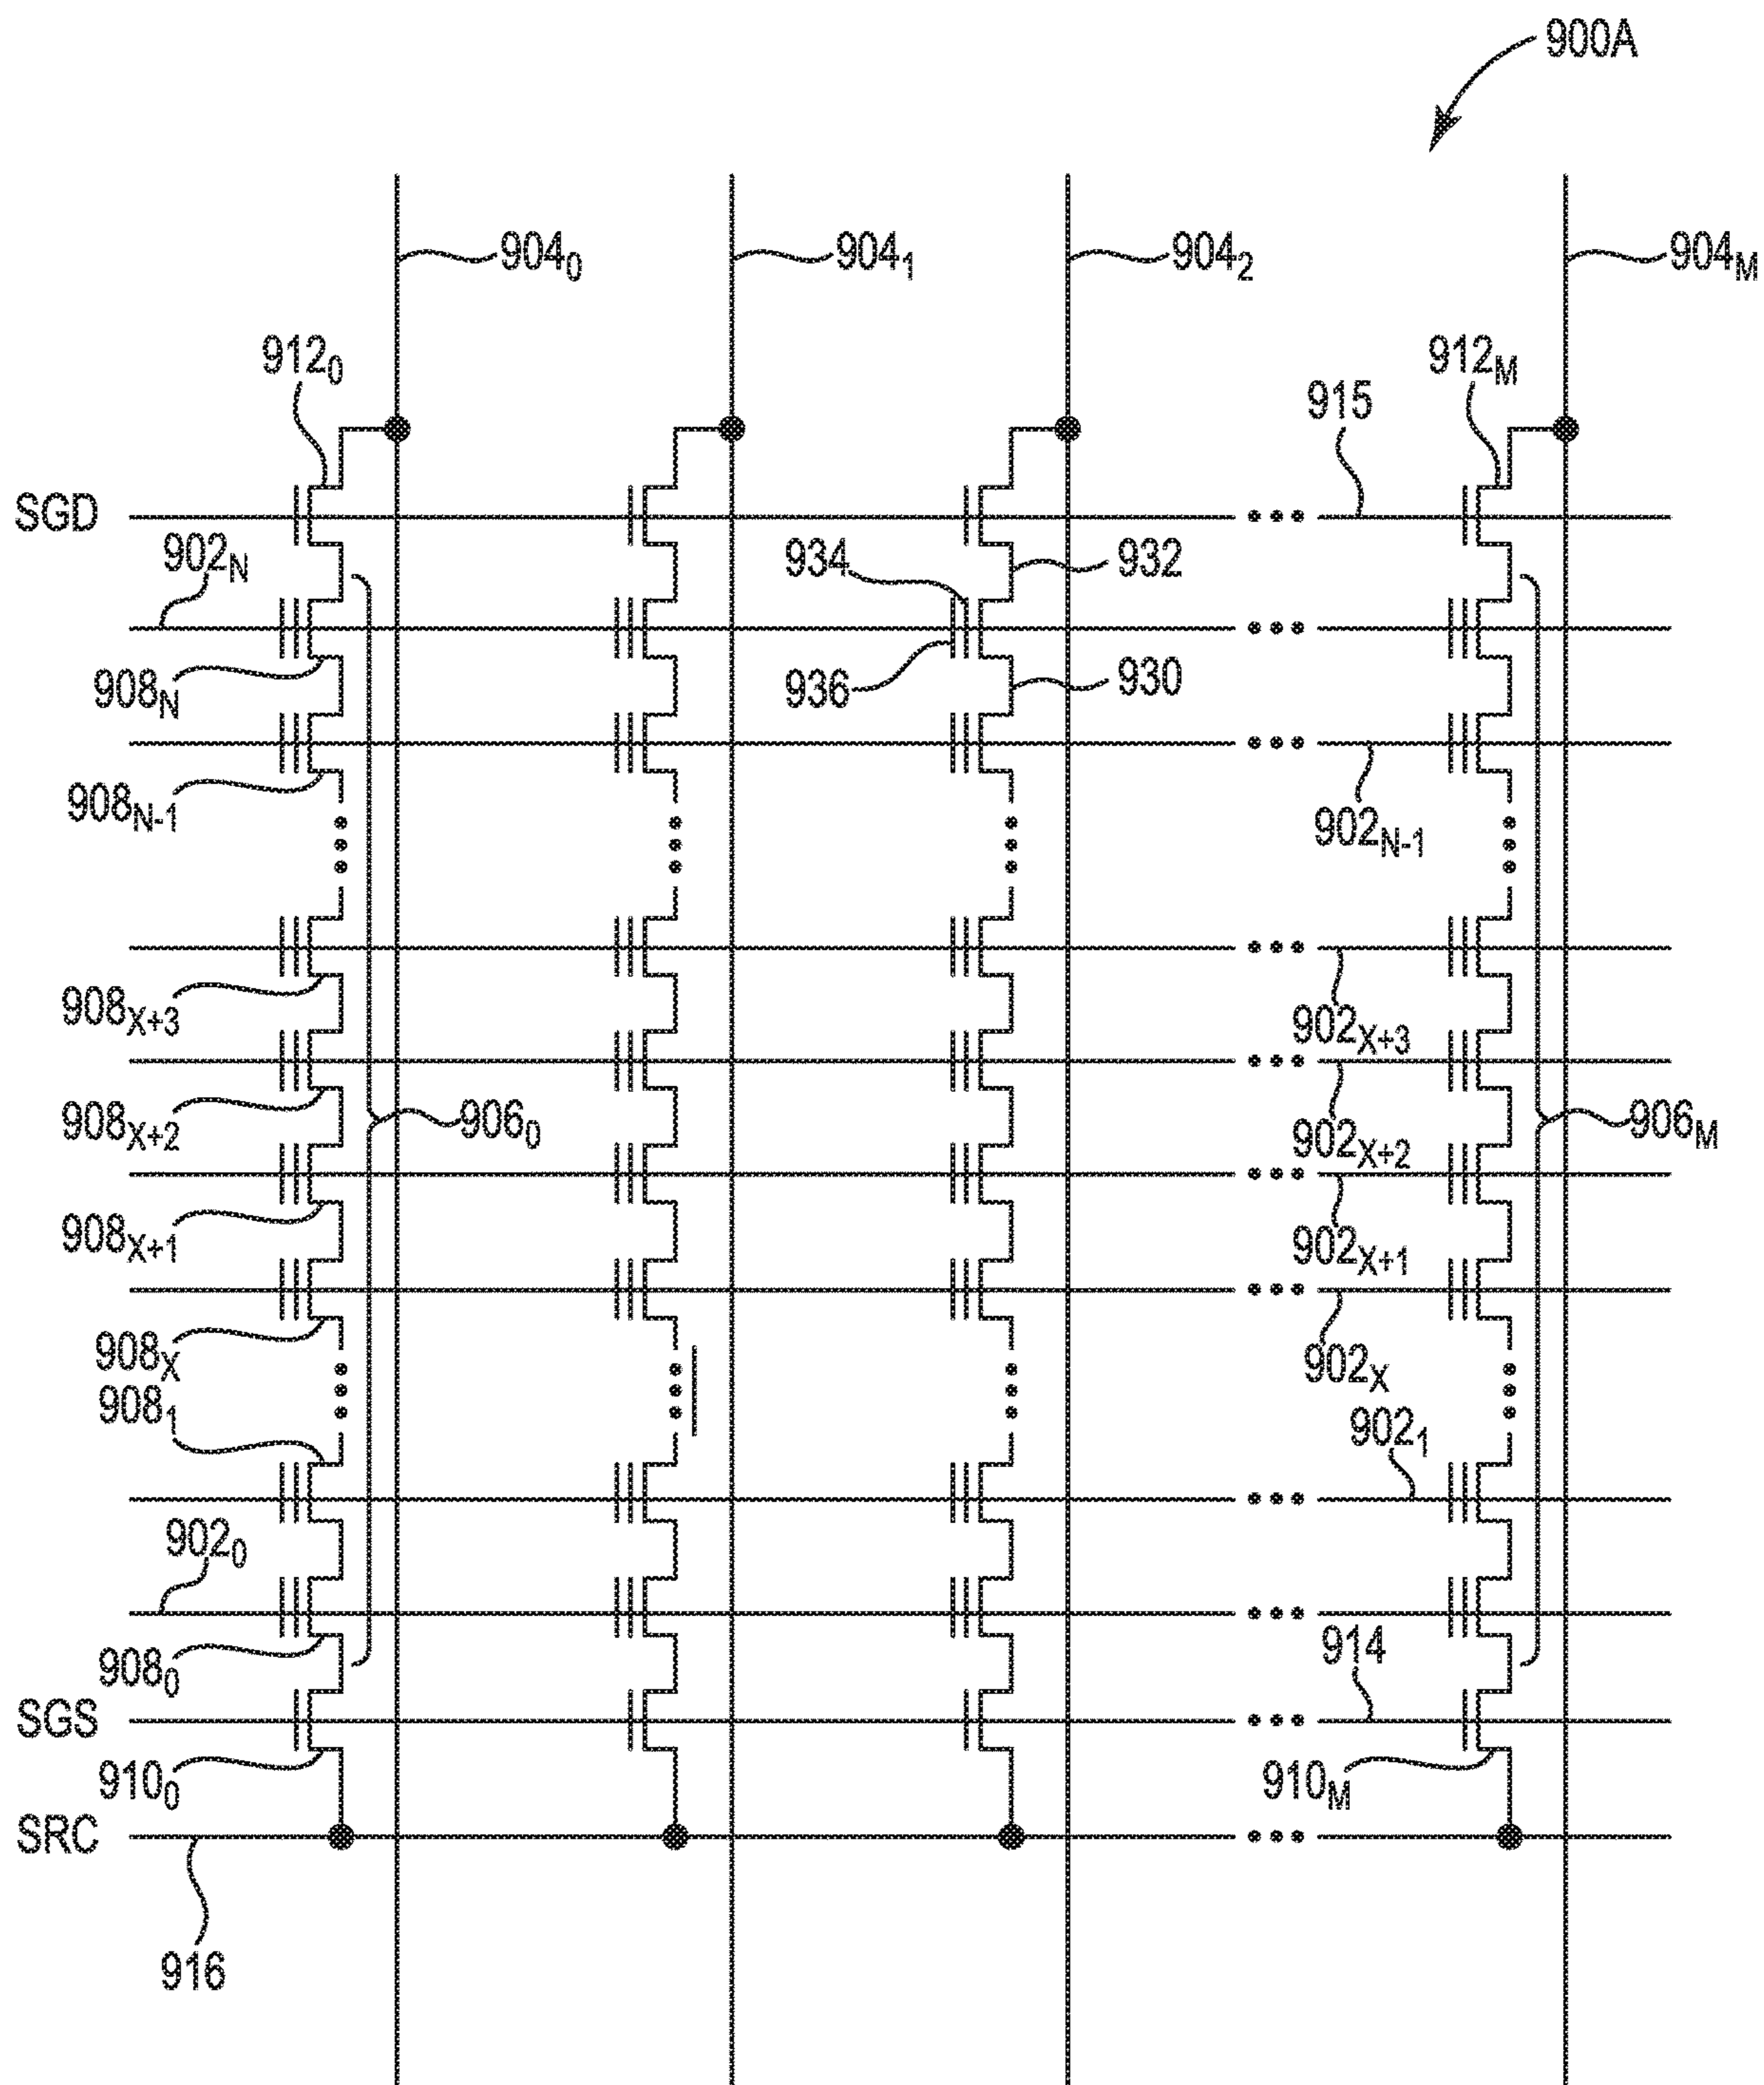 900A
904₀ 904₁ 904₂ 904M
912₀ 915 912M
SGD
902N 934 932
908N 936 930
908N-1 902N-1
908X+3 902X+3
908X+2 906₀ 902X+2 906M
908X+1 902X+1
908X 902X
908₁ 902₁
902₀
908₀ 914
SGS
910₀ 910M
SRC
916